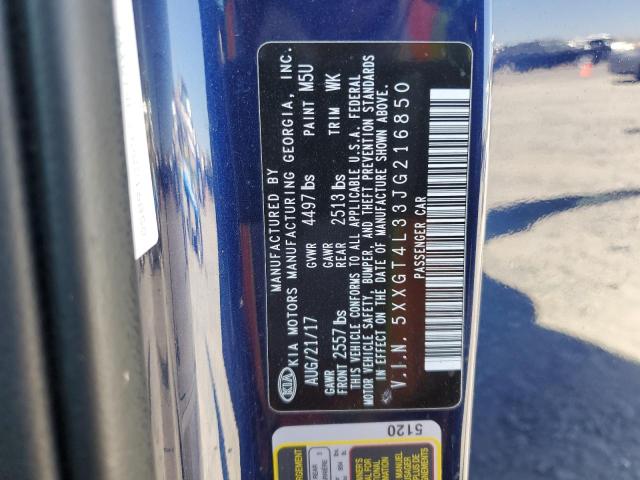 KIA
MANUFACTURED BY
KIA MOTORS MANUFACTURING GEORGIA, INC.
AUG/21/17 GVWR 4497 lbs PAINT M5U
GAWR FRONT 2557 lbs GAWR REAR 2513 lbs TRIM WK
THIS VEHICLE CONFORMS TO ALL APPLICABLE U.S.A. FEDERAL
MOTOR VEHICLE SAFETY, BUMPER, AND THEFT PREVENTION STANDARDS
IN EFFECT ON THE DATE OF MANUFACTURE SHOWN ABOVE.
V.I.N. 5XXGT4L33JG216850
PASSENGER CAR
5120
REAR